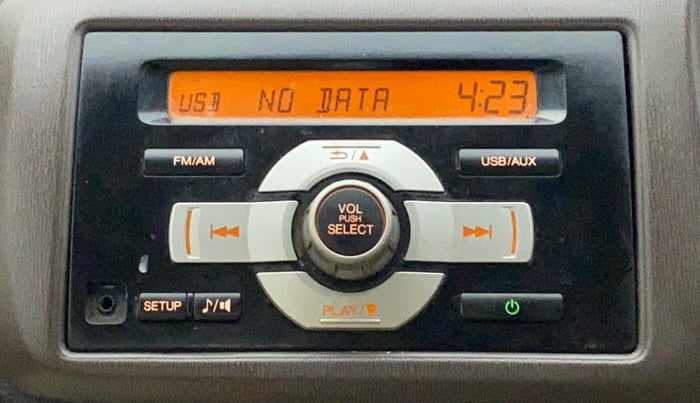 USB NO DATA 4:23
FM/AM
USB/AUX
VOL
PUSH
SELECT
SETUP
PLAY/